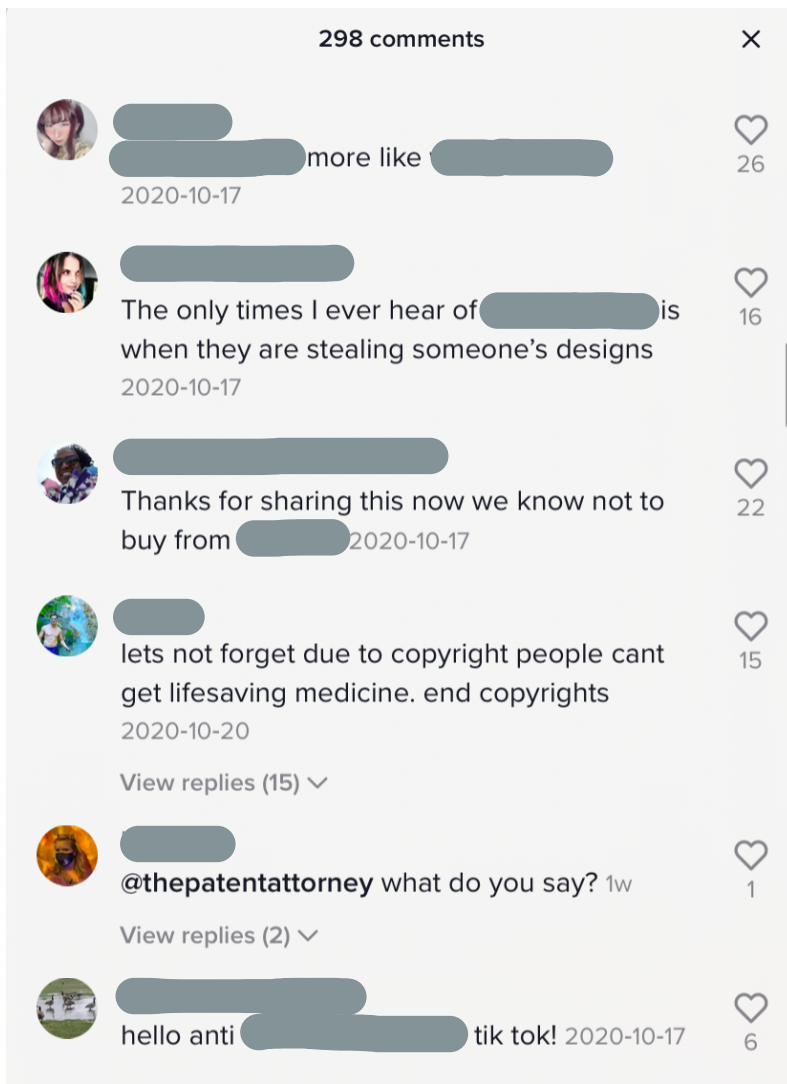 298 comments
more like
26
2020-10-17
The only times I ever hear of is
16
when they are stealing someone's designs
2020-10-17
Thanks for sharing this now we know not to
22
buy from 2020-10-17
lets not forget due to copyright people cant
15
get lifesaving medicine. end copyrights
2020-10-20
View replies (15)
@thepatentattorney what do you say? 1w
1
View replies (2)
hello anti tik tok! 2020-10-17
6